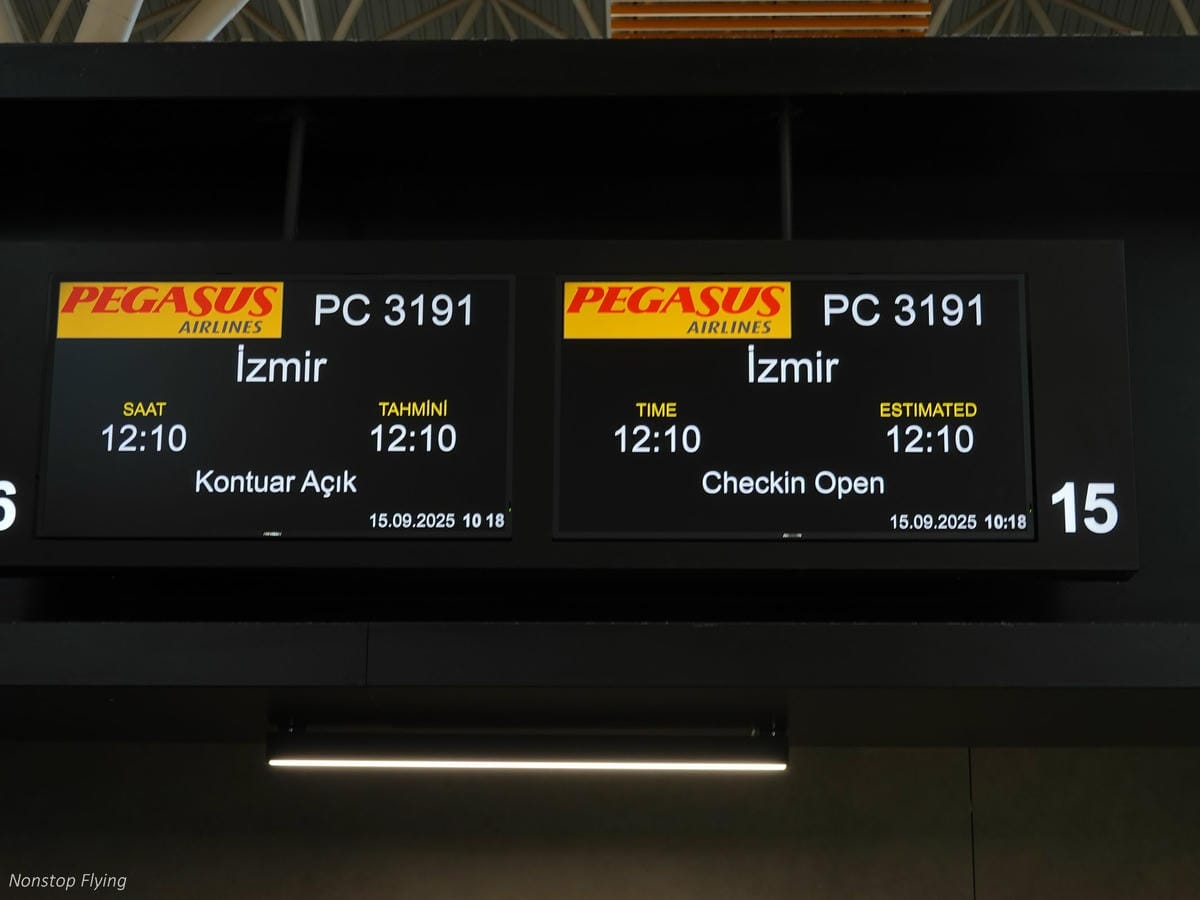 PEGASUS
AIRLINES
PC 3191
İzmir
SAAT TAHMİNİ
12:10 12:10
Kontuar Açık
15.09.2025 10 18
PEGASUS
AIRLINES
PC 3191
İzmir
TIME ESTIMATED
12:10 12:10
Checkin Open
15.09.2025 10:18
6
15
Nonstop Flying